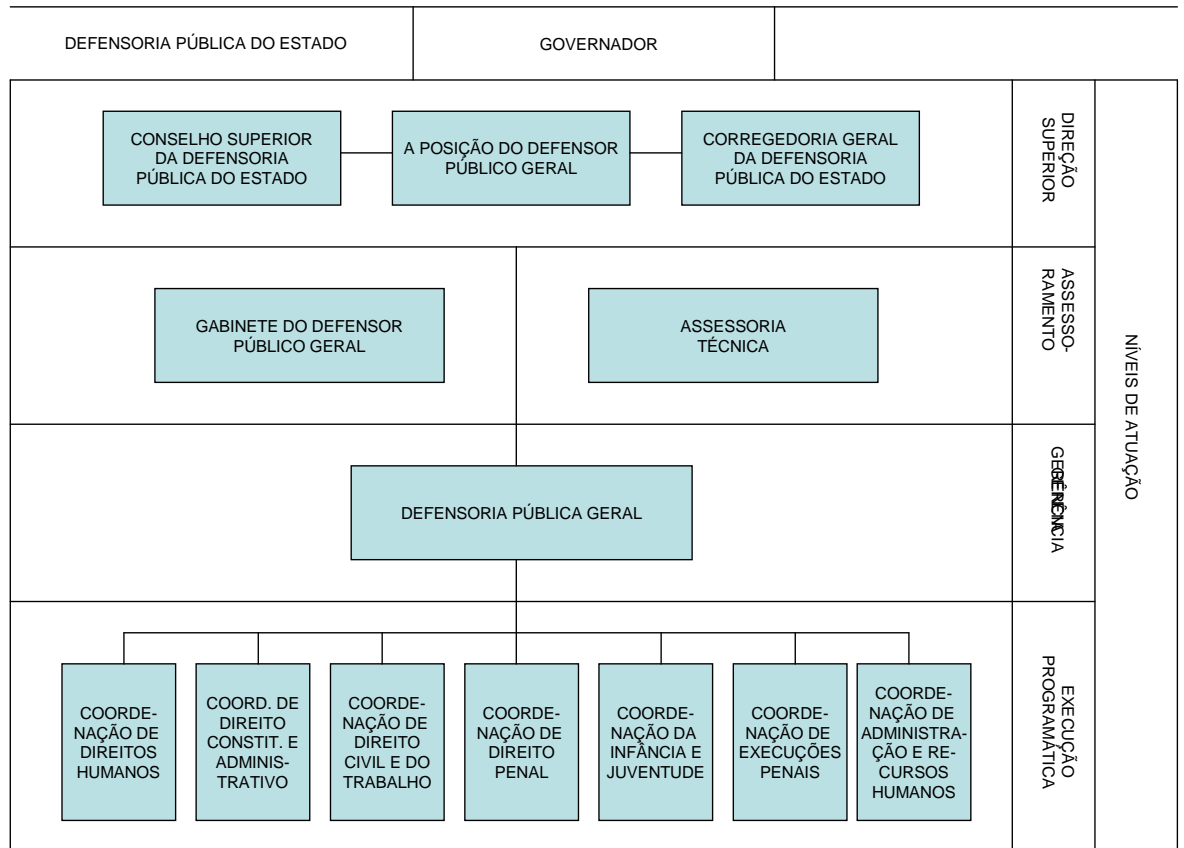 DEFENSORIA PÚBLICA DO ESTADO
GOVERNADOR
CONSELHO SUPERIOR
DA DEFENSORIA
PÚBLICA DO ESTADO
A POSIÇÃO DO DEFENSOR
PÚBLICO GERAL
CORREGEDORIA GERAL
DA DEFENSORIA
PÚBLICA DO ESTADO
DIREÇÃO
SUPERIOR
GABINETE DO DEFENSOR
PÚBLICO GERAL
ASSESSORIA
TÉCNICA
ASSESSO-
RAMENTO
NÍVEIS DE ATUAÇÃO
DEFENSORIA PÚBLICA GERAL
COORDE-
NAÇÃO DE
DIREITOS
HUMANOS
COORD. DE
DIREITO
CONSTIT. E
ADMINIS-
TRATIVO
COORDE-
NAÇÃO DE
DIREITO
CIVIL E DO
TRABALHO
COORDE-
NAÇÃO DE
DIREITO
PENAL
COORDE-
NAÇÃO DA
INFÂNCIA E
JUVENTUDE
COORDE-
NAÇÃO DE
EXECUÇÕES
PENAIS
COORDE-
NAÇÃO DE
ADMINISTRA-
ÇÃO E RE-
CURSOS
HUMANOS
EXECUÇÃO
PROGRAMÁTICA